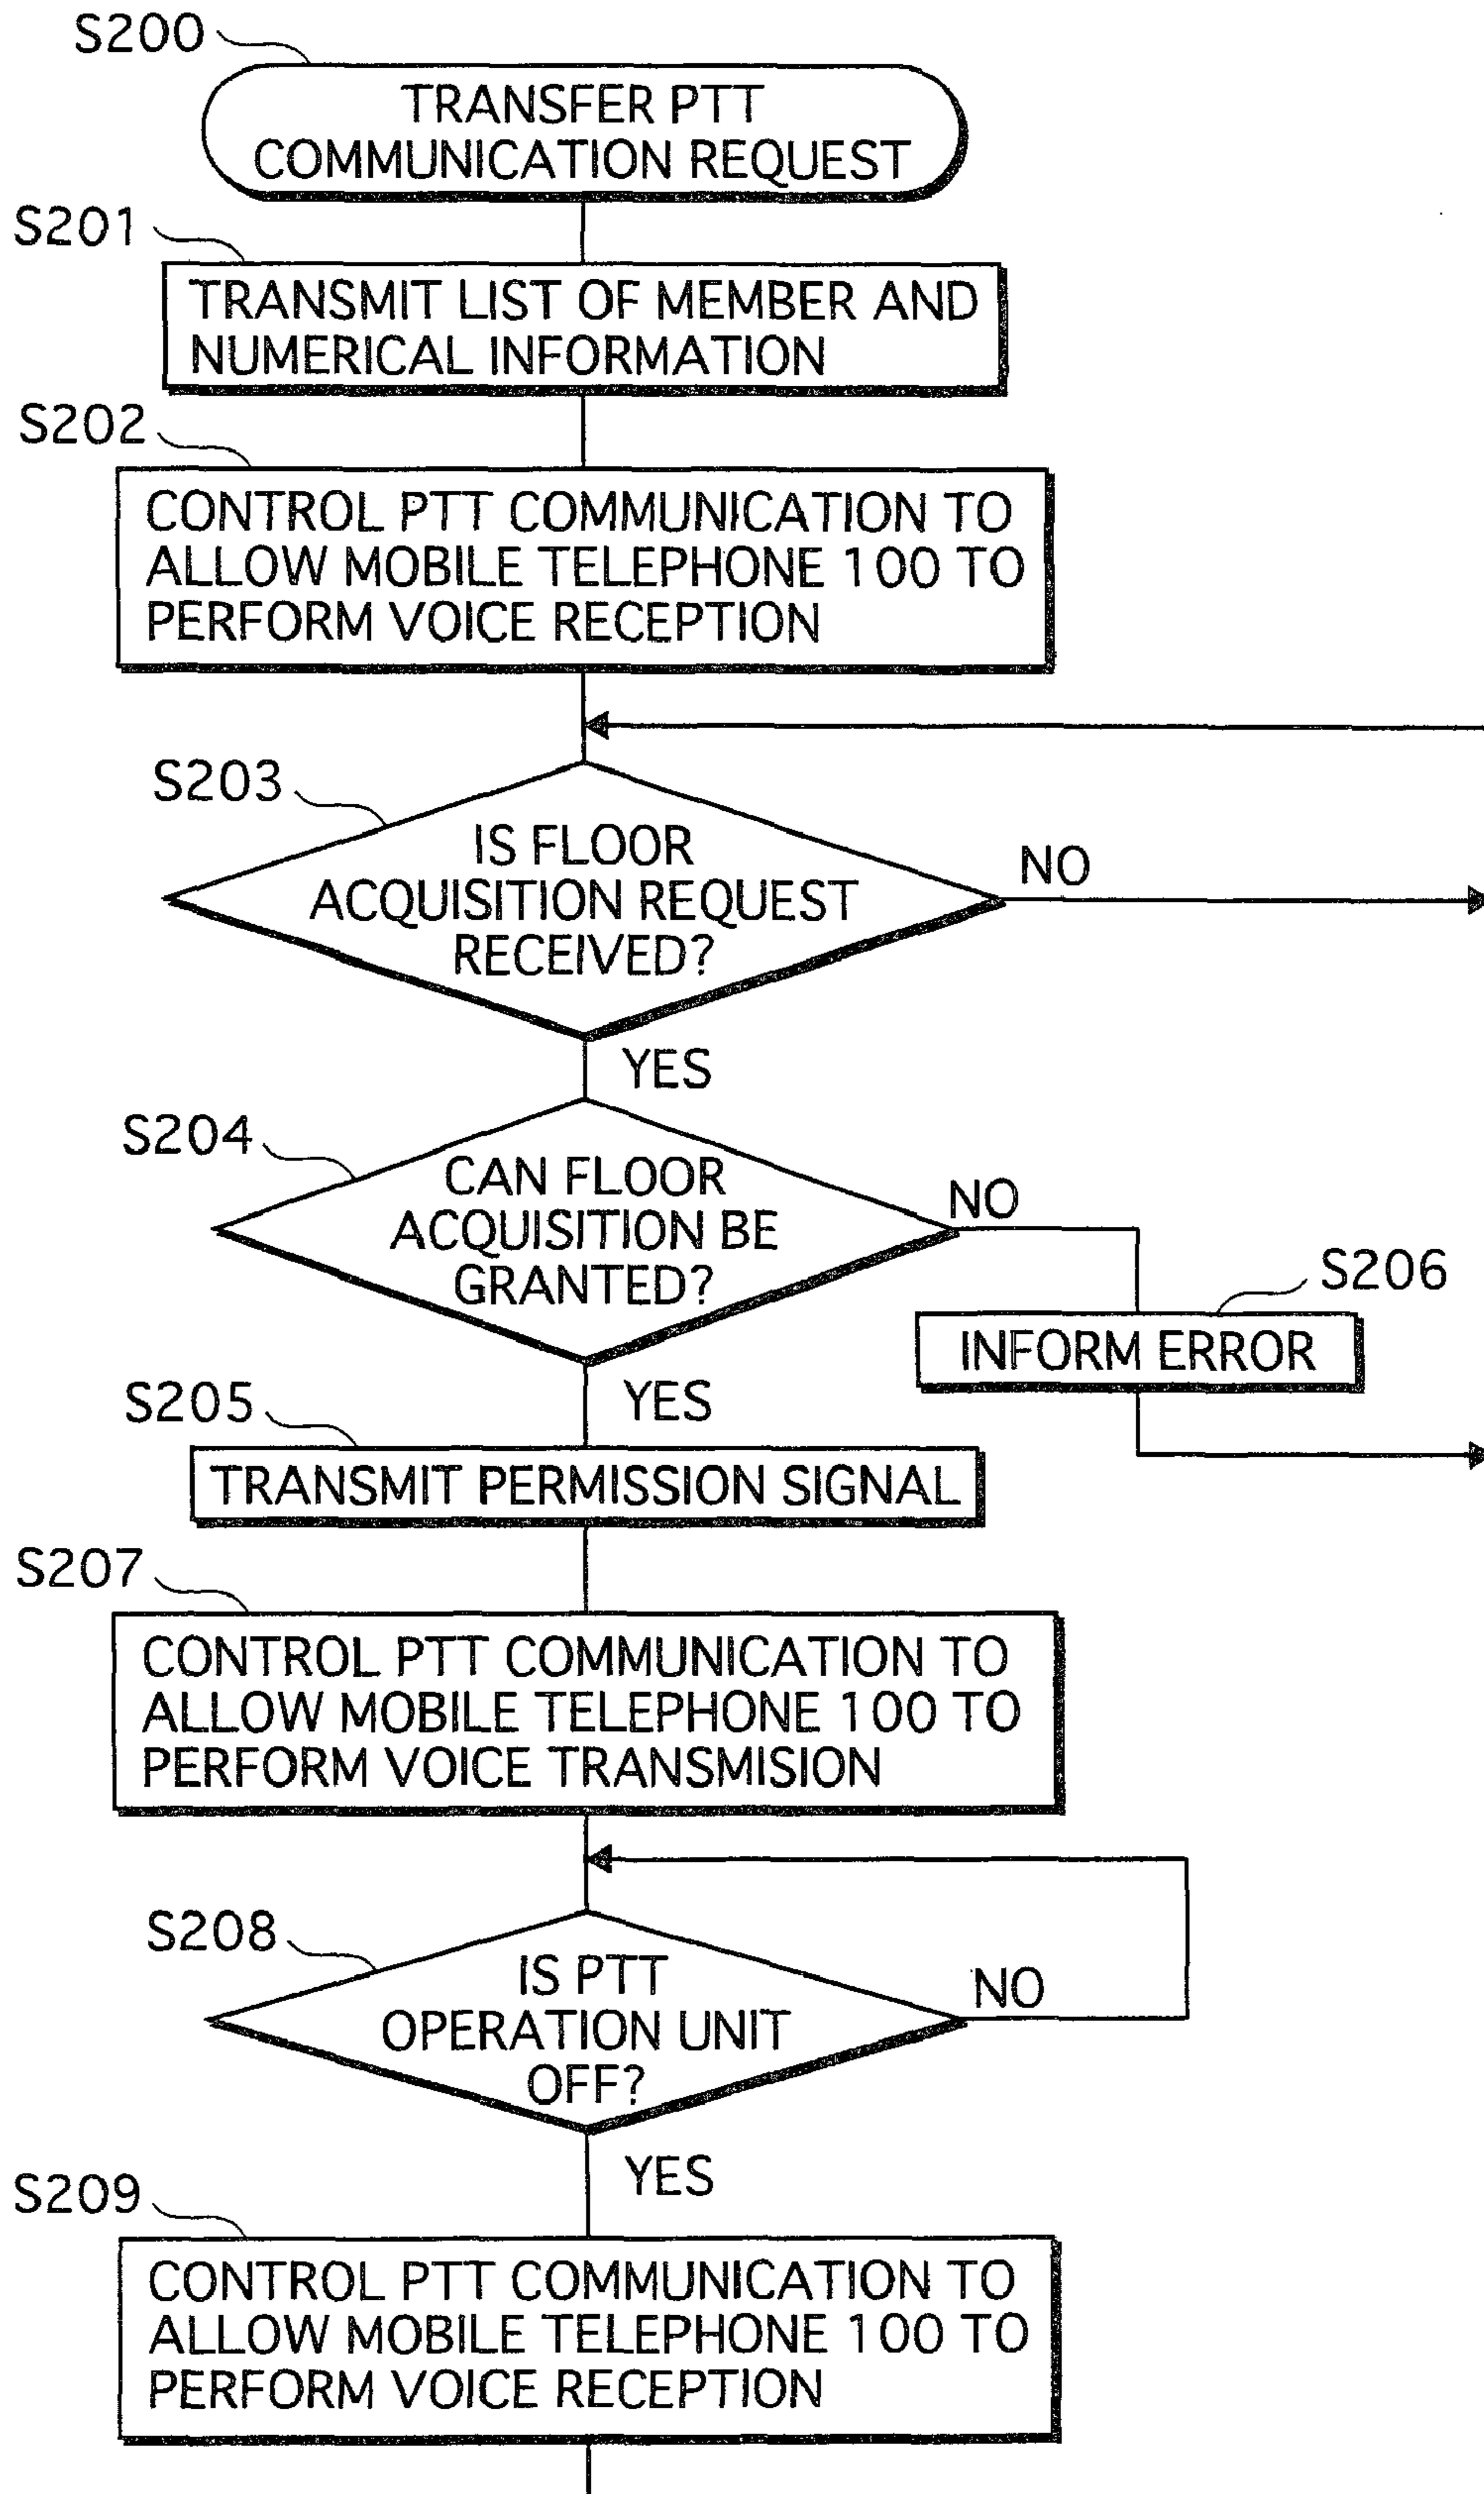 S200
TRANSFER PTT
COMMUNICATION REQUEST
S201
TRANSMIT LIST OF MEMBER AND
NUMERICAL INFORMATION
S202
CONTROL PTT COMMUNICATION TO
ALLOW MOBILE TELEPHONE 100 TO
PERFORM VOICE RECEPTION
S203
IS FLOOR
ACQUISITION REQUEST
RECEIVED?
NO
YES
S204
CAN FLOOR
ACQUISITION BE
GRANTED?
NO
S206
INFORM ERROR
YES
S205
TRANSMIT PERMISSION SIGNAL
S207
CONTROL PTT COMMUNICATION TO
ALLOW MOBILE TELEPHONE 100 TO
PERFORM VOICE TRANSMISION
S208
IS PTT
OPERATION UNIT
OFF?
NO
YES
S209
CONTROL PTT COMMUNICATION TO
ALLOW MOBILE TELEPHONE 100 TO
PERFORM VOICE RECEPTION